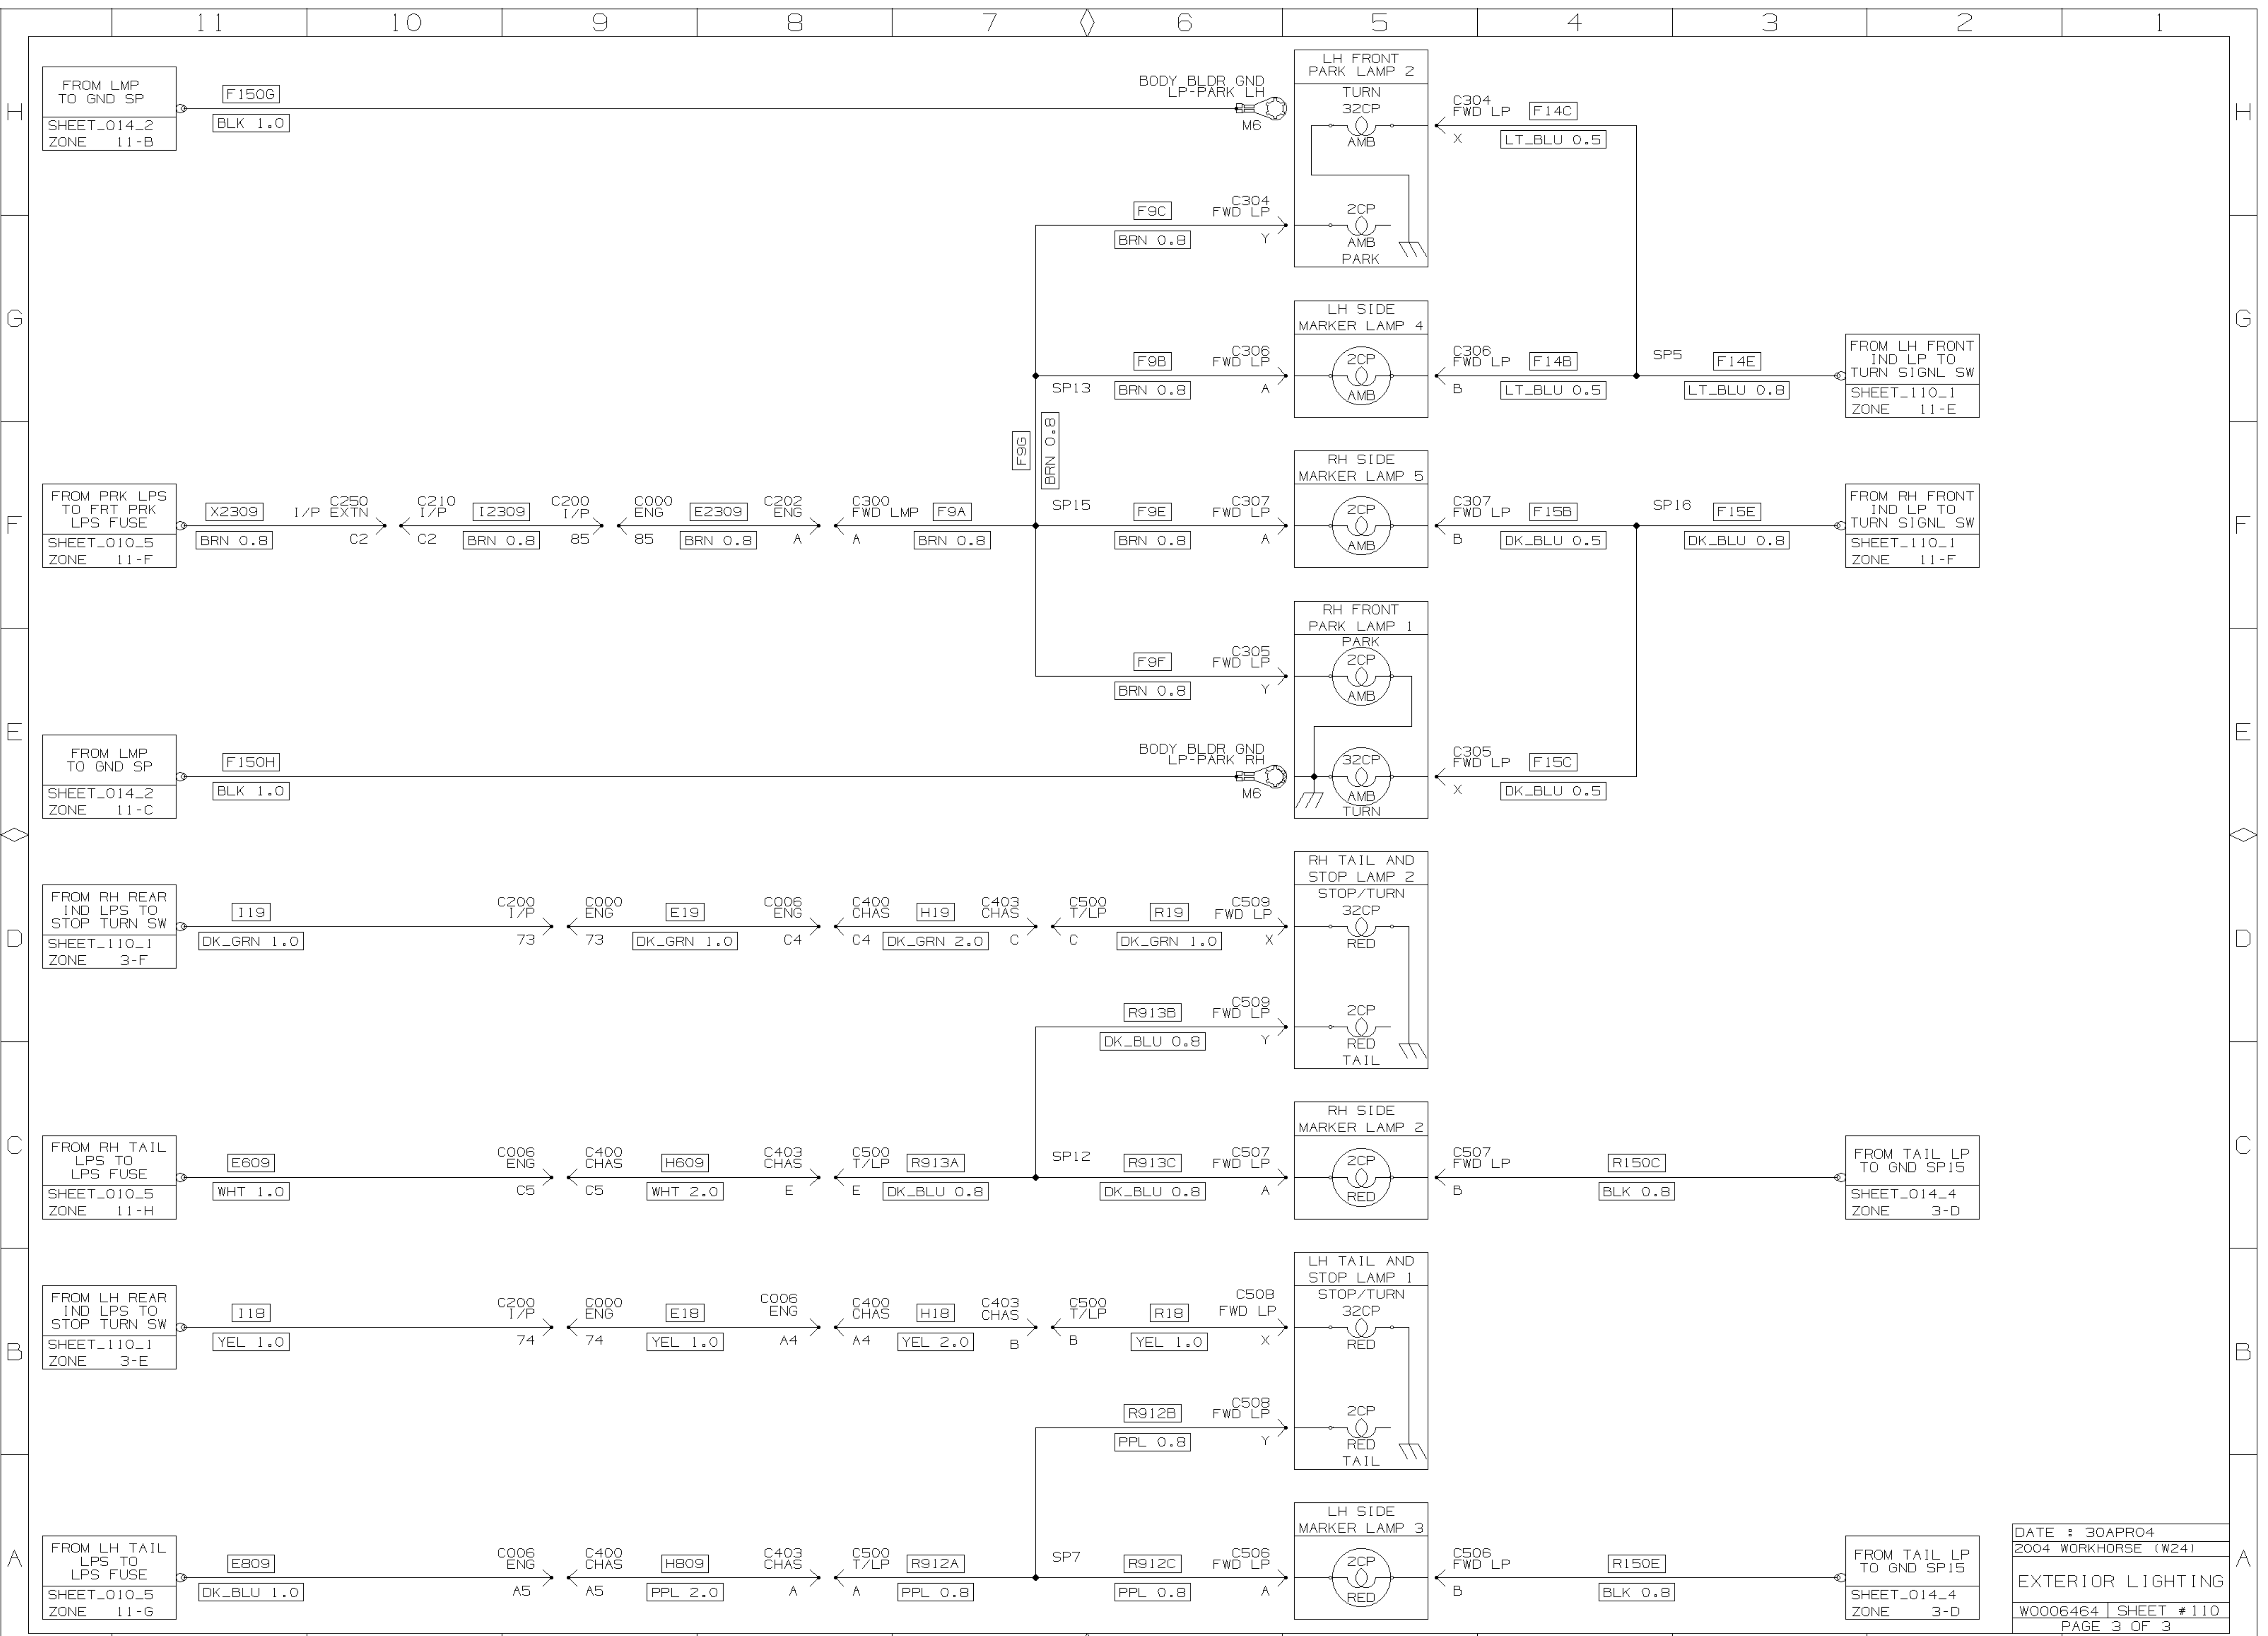 11 10 9 8 7 6 5 4 3 2 1
H
FROM LMP
TO GND SP
SHEET_014_2
ZONE 11-B
F150G
BLK 1.0
BODY BLDR GND
LP-PARK LH
M6
LH FRONT
PARK LAMP 2
TURN
32CP
AMB
2CP
AMB
PARK
C304
FWD LP
X
F14C
LT_BLU 0.5
H
F9C
BRN 0.8
C304
FWD LP
Y
G
LH SIDE
MARKER LAMP 4
2CP
AMB
SP13
F9B
BRN 0.8
C306
FWD LP
A
C306
FWD LP
B
F14B
LT_BLU 0.5
SP5
F14E
LT_BLU 0.8
FROM LH FRONT
IND LP TO
TURN SIGNL SW
SHEET_110_1
ZONE 11-E
G
F9G
BRN 0.8
F
FROM PRK LPS
TO FRT PRK
LPS FUSE
SHEET_010_5
ZONE 11-F
X2309
BRN 0.8
C250
I/P EXTN
C2
C210
I/P
C2
I2309
BRN 0.8
C200
I/P
85
C000
ENG
85
E2309
BRN 0.8
C202
ENG
A
C300
FWD LMP
A
F9A
BRN 0.8
SP15
F9E
BRN 0.8
C307
FWD LP
A
RH SIDE
MARKER LAMP 5
2CP
AMB
C307
FWD LP
B
F15B
DK_BLU 0.5
SP16
F15E
DK_BLU 0.8
FROM RH FRONT
IND LP TO
TURN SIGNL SW
SHEET_110_1
ZONE 11-F
F
F9F
BRN 0.8
C305
FWD LP
Y
RH FRONT
PARK LAMP 1
PARK
2CP
AMB
32CP
AMB
TURN
E
FROM LMP
TO GND SP
SHEET_014_2
ZONE 11-C
F150H
BLK 1.0
BODY BLDR GND
LP-PARK RH
M6
C305
FWD LP
X
F15C
DK_BLU 0.5
E
D
FROM RH REAR
IND LPS TO
STOP TURN SW
SHEET_110_1
ZONE 3-F
I19
DK_GRN 1.0
C200
I/P
73
C000
ENG
73
E19
DK_GRN 1.0
C006
ENG
C4
C400
CHAS
C4
H19
DK_GRN 2.0
C403
CHAS
C
C500
T/LP
C
R19
DK_GRN 1.0
C509
FWD LP
X
RH TAIL AND
STOP LAMP 2
STOP/TURN
32CP
RED
2CP
RED
TAIL
D
R913B
DK_BLU 0.8
C509
FWD LP
Y
C
FROM RH TAIL
LPS TO
LPS FUSE
SHEET_010_5
ZONE 11-H
E609
WHT 1.0
C006
ENG
C5
C400
CHAS
C5
H609
WHT 2.0
C403
CHAS
E
C500
T/LP
E
R913A
DK_BLU 0.8
SP12
R913C
DK_BLU 0.8
C507
FWD LP
A
RH SIDE
MARKER LAMP 2
2CP
RED
C507
FWD LP
B
R150C
BLK 0.8
FROM TAIL LP
TO GND SP15
SHEET_014_4
ZONE 3-D
C
B
FROM LH REAR
IND LPS TO
STOP TURN SW
SHEET_110_1
ZONE 3-E
I18
YEL 1.0
C200
I/P
74
C000
ENG
74
E18
YEL 1.0
C006
ENG
A4
C400
CHAS
A4
H18
YEL 2.0
C403
CHAS
B
C500
T/LP
B
R18
YEL 1.0
C508
FWD LP
X
LH TAIL AND
STOP LAMP 1
STOP/TURN
32CP
RED
2CP
RED
TAIL
B
R912B
PPL 0.8
C508
FWD LP
Y
A
FROM LH TAIL
LPS TO
LPS FUSE
SHEET_010_5
ZONE 11-G
E809
DK_BLU 1.0
C006
ENG
A5
C400
CHAS
A5
H809
PPL 2.0
C403
CHAS
A
C500
T/LP
A
R912A
PPL 0.8
SP7
R912C
PPL 0.8
C506
FWD LP
A
LH SIDE
MARKER LAMP 3
2CP
RED
C506
FWD LP
B
R150E
BLK 0.8
FROM TAIL LP
TO GND SP15
SHEET_014_4
ZONE 3-D
A
DATE : 30APR04
2004 WORKHORSE (W24)
EXTERIOR LIGHTING
W0006464 SHEET #110
PAGE 3 OF 3